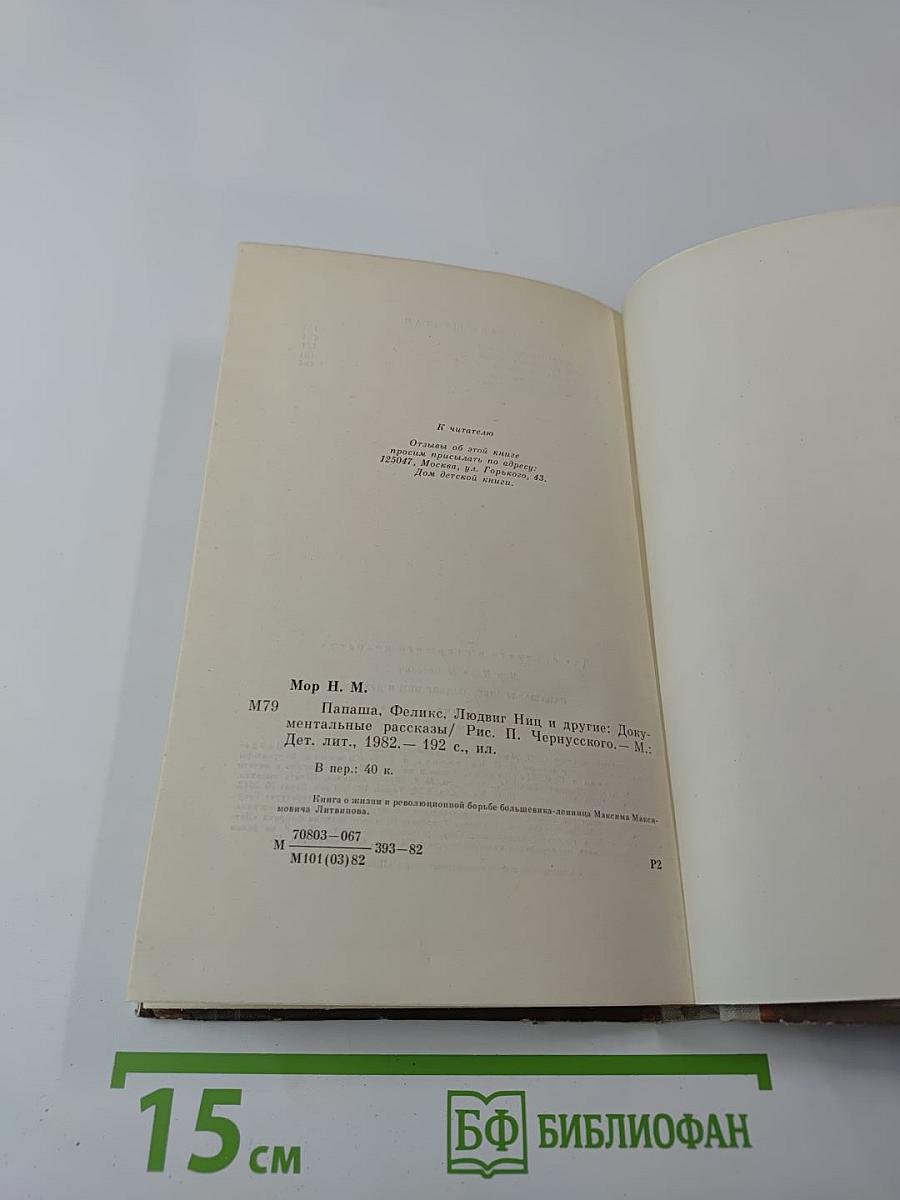 К читателю
Отзывы об этой книге
просим присылать по адресу:
125047, Москва, ул. Горького, 43.
Дом детской книги.
Мор Н. М.
М79 Папаша, Феликс, Людвиг Ниц и другие: Доку-
ментальные рассказы/ Рис. П. Чернусского.— М.:
Дет. лит., 1982.— 192 с., ил.
В пер.: 40 к.
Книга о жизни и революционной борьбе большевика-ленинца Максима Макси-
мовича Литвинова.
М 70803—067 393—82
М101(03)82
Р2
15 см
БФ БИБЛИОФАН